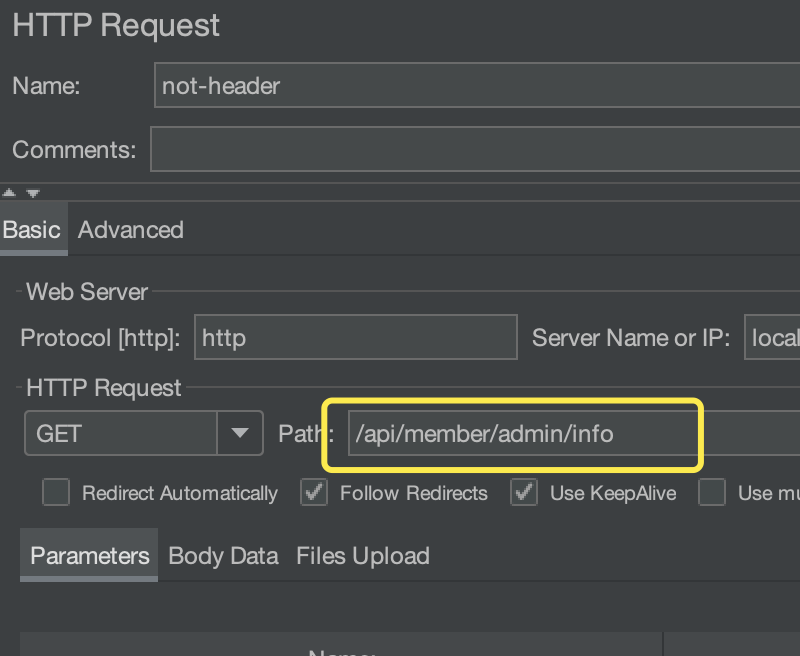 HTTP Request
Name: not-header
Comments:
Basic Advanced
Web Server
Protocol [http]: http Server Name or IP: local
HTTP Request
GET Path: /api/member/admin/info
Redirect Automatically Follow Redirects Use KeepAlive Use mu
Parameters Body Data Files Upload
Name: